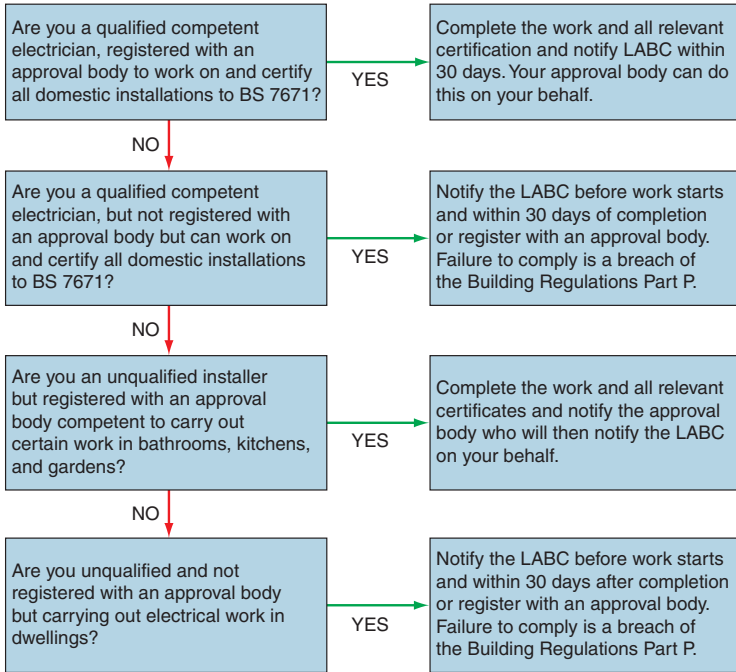 Are you a qualified competent
electrician, registered with an
approval body to work on and certify
all domestic installations to BS 7671?
YES
Complete the work and all relevant
certification and notify LABC within
30 days. Your approval body can do
this on your behalf.
NO
Are you a qualified competent
electrician, but not registered with
an approval body but can work on
and certify all domestic installations
to BS 7671?
YES
Notify the LABC before work starts
and within 30 days of completion
or register with an approval body.
Failure to comply is a breach of
the Building Regulations Part P.
NO
Are you an unqualified installer
but registered with an approval
body competent to carry out
certain work in bathrooms, kitchens,
and gardens?
YES
Complete the work and all relevant
certificates and notify the approval
body who will then notify the LABC
on your behalf.
NO
Are you unqualified and not
registered with an approval body
but carrying out electrical work in
dwellings?
YES
Notify the LABC before work starts
and within 30 days after completion
or register with an approval body.
Failure to comply is a breach of
the Building Regulations Part P.